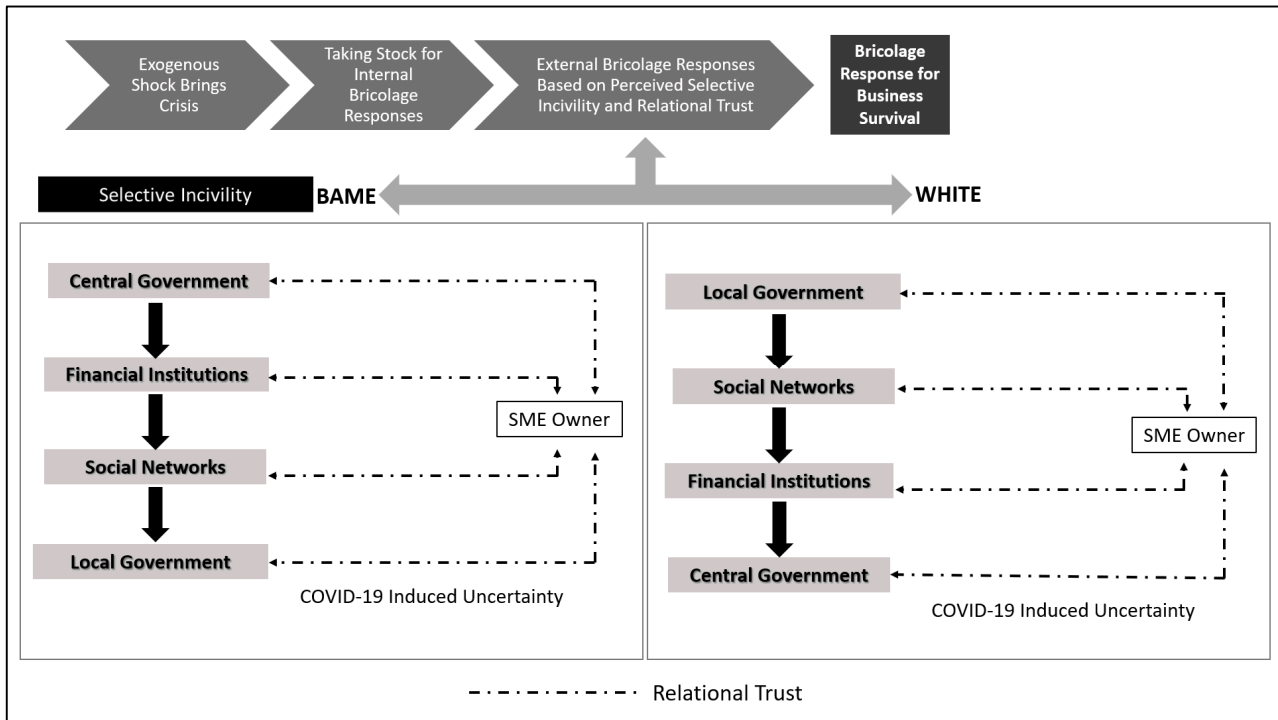 Exogenous
Shock Brings
Crisis
Taking Stock for
Internal
Bricolage
Responses
External Bricolage Responses
Based on Perceived Selective
Incivility and Relational Trust
Bricolage
Response for
Business
Survival
Selective Incivility
BAME
WHITE
Central Government
Financial Institutions
SME Owner
Social Networks
Local Government
COVID-19 Induced Uncertainty
Local Government
Social Networks
SME Owner
Financial Institutions
Central Government
COVID-19 Induced Uncertainty
Relational Trust